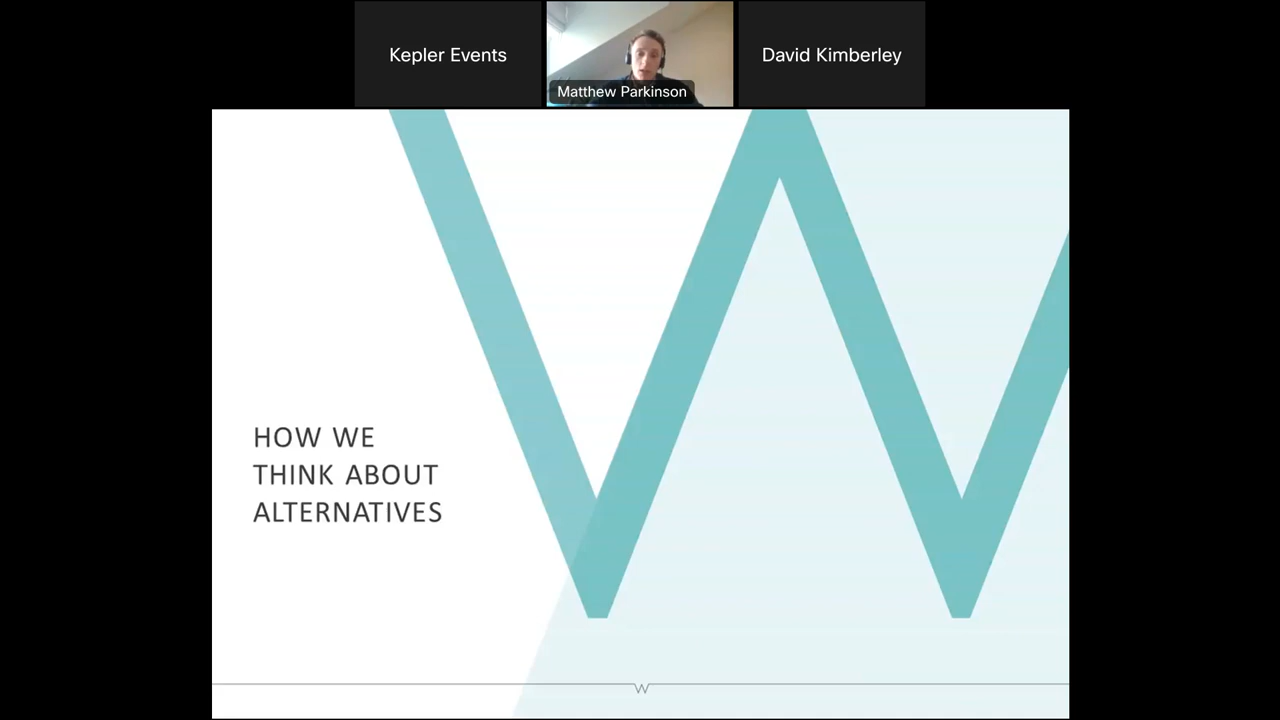 Kepler Events
Matthew Parkinson
David Kimberley
HOW WE
THINK ABOUT
ALTERNATIVES